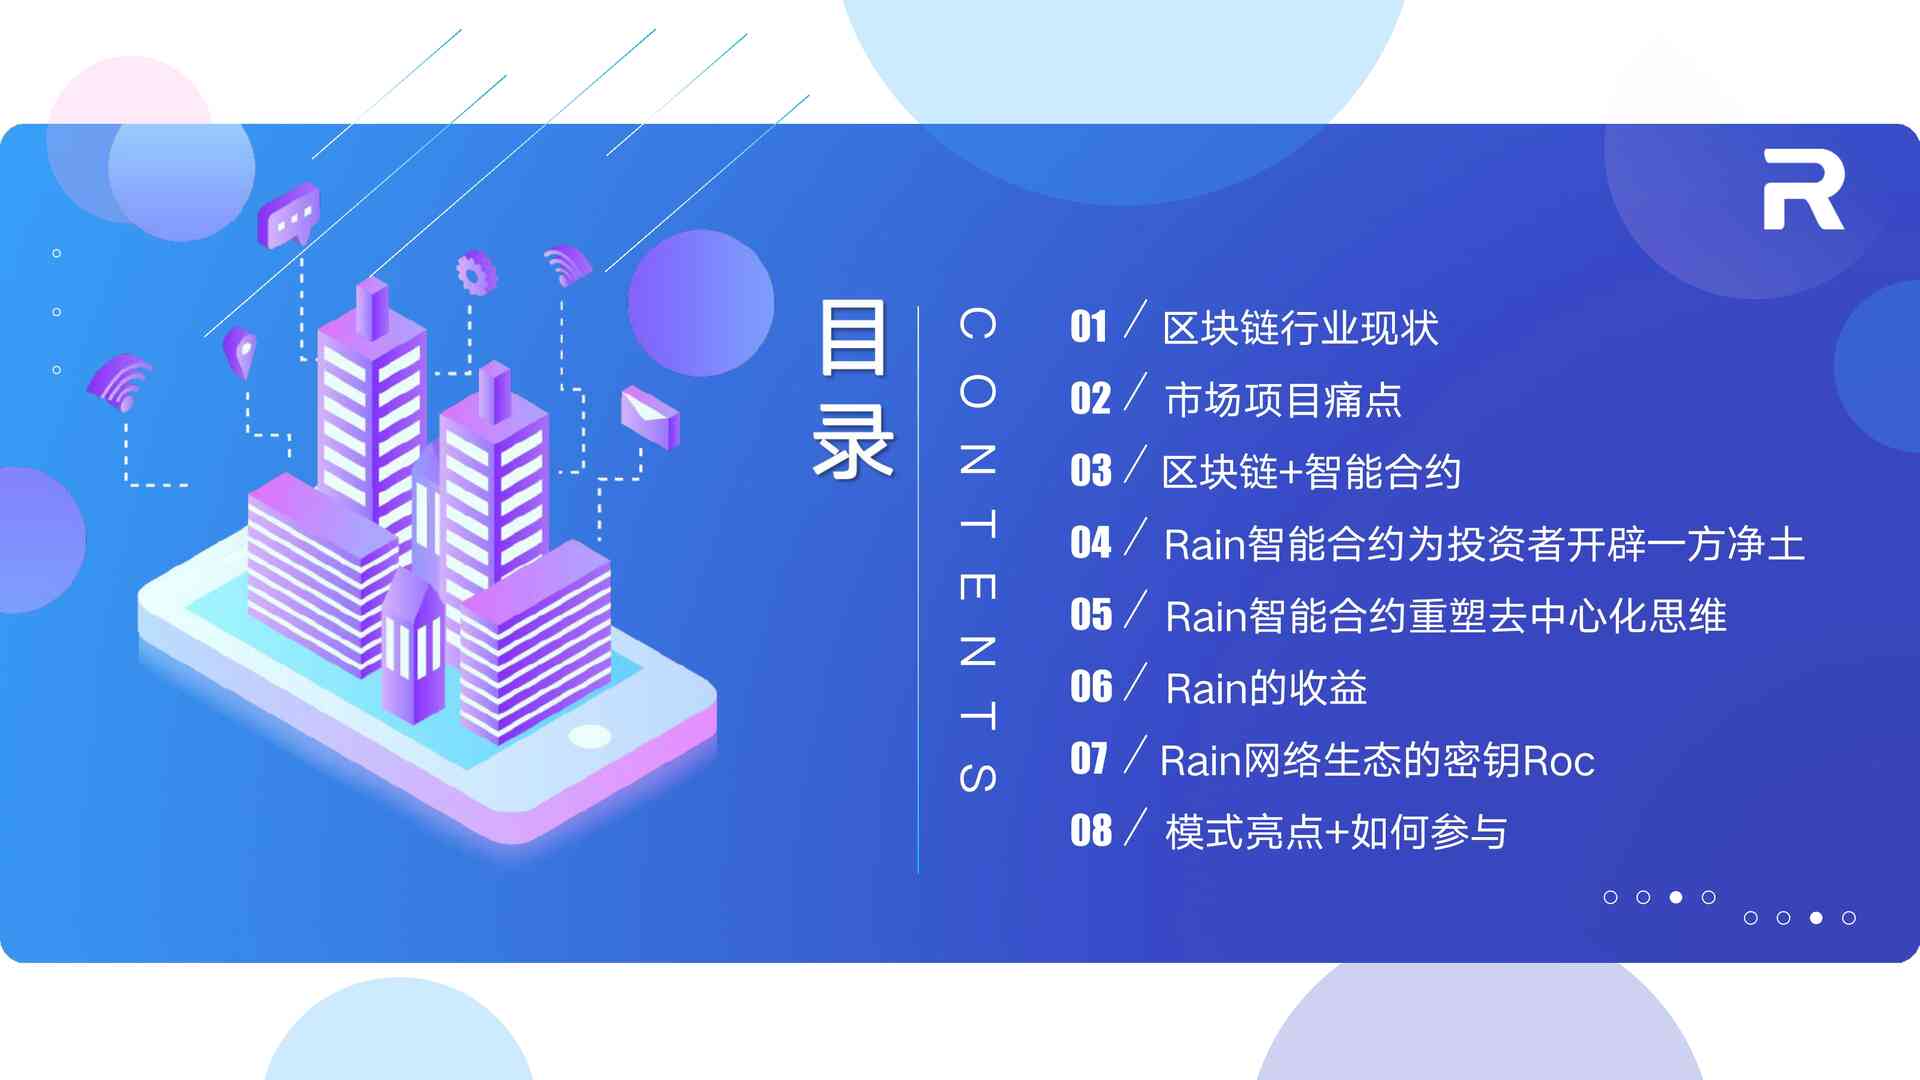 R
目录
CONTENTS
01 / 区块链行业现状
02 / 市场项目痛点
03 / 区块链+智能合约
04 / Rain智能合约为投资者开辟一方净土
05 / Rain智能合约重塑去中心化思维
06 / Rain的收益
07 / Rain网络生态的密钥Roc
08 / 模式亮点+如何参与